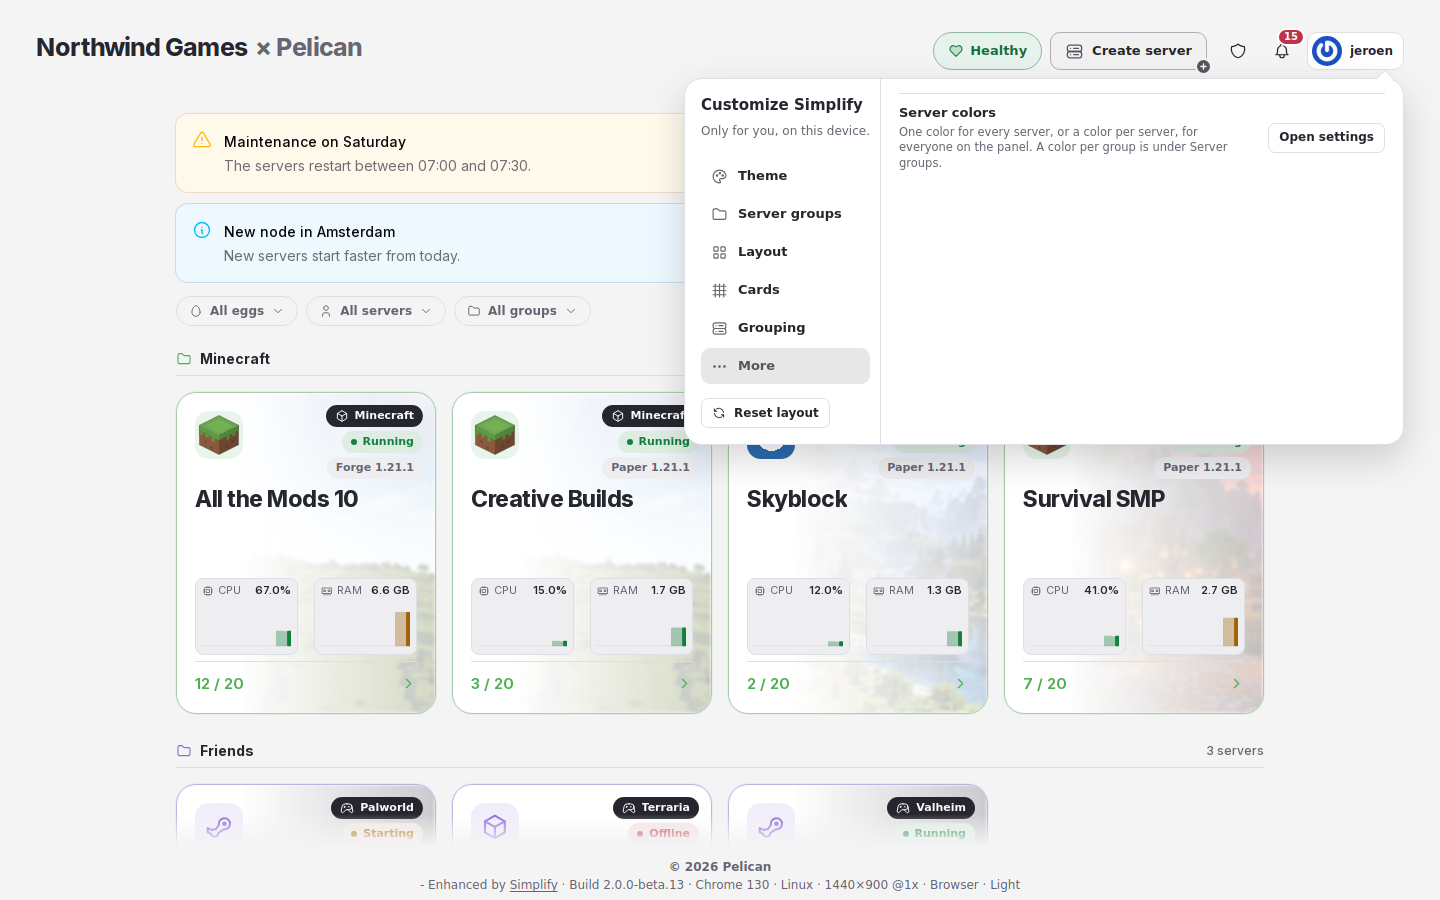 Northwind Games × Pelican
Healthy
Create server
15
jeroen
Customize Simplify
Only for you, on this device.
Theme
Server groups
Layout
Cards
Grouping
More
Reset layout
Server colors
One color for every server, or a color per server, for
everyone on the panel. A color per group is under Server
groups.
Open settings
Maintenance on Saturday
The servers restart between 07:00 and 07:30.
New node in Amsterdam
New servers start faster from today.
All eggs
All servers
All groups
Minecraft
Minecraft
Running
Forge 1.21.1
All the Mods 10
CPU 67.0%
RAM 6.6 GB
12 / 20
Running
Paper 1.21.1
Creative Builds
CPU 15.0%
RAM 1.7 GB
3 / 20
Paper 1.21.1
Skyblock
CPU 12.0%
RAM 1.3 GB
2 / 20
Paper 1.21.1
Survival SMP
CPU 41.0%
RAM 2.7 GB
7 / 20
Friends
3 servers
Palworld
Starting
Terraria
Offline
Valheim
Running
© 2026 Pelican
- Enhanced by Simplify · Build 2.0.0-beta.13 · Chrome 130 · Linux · 1440×900 @1x · Browser · Light